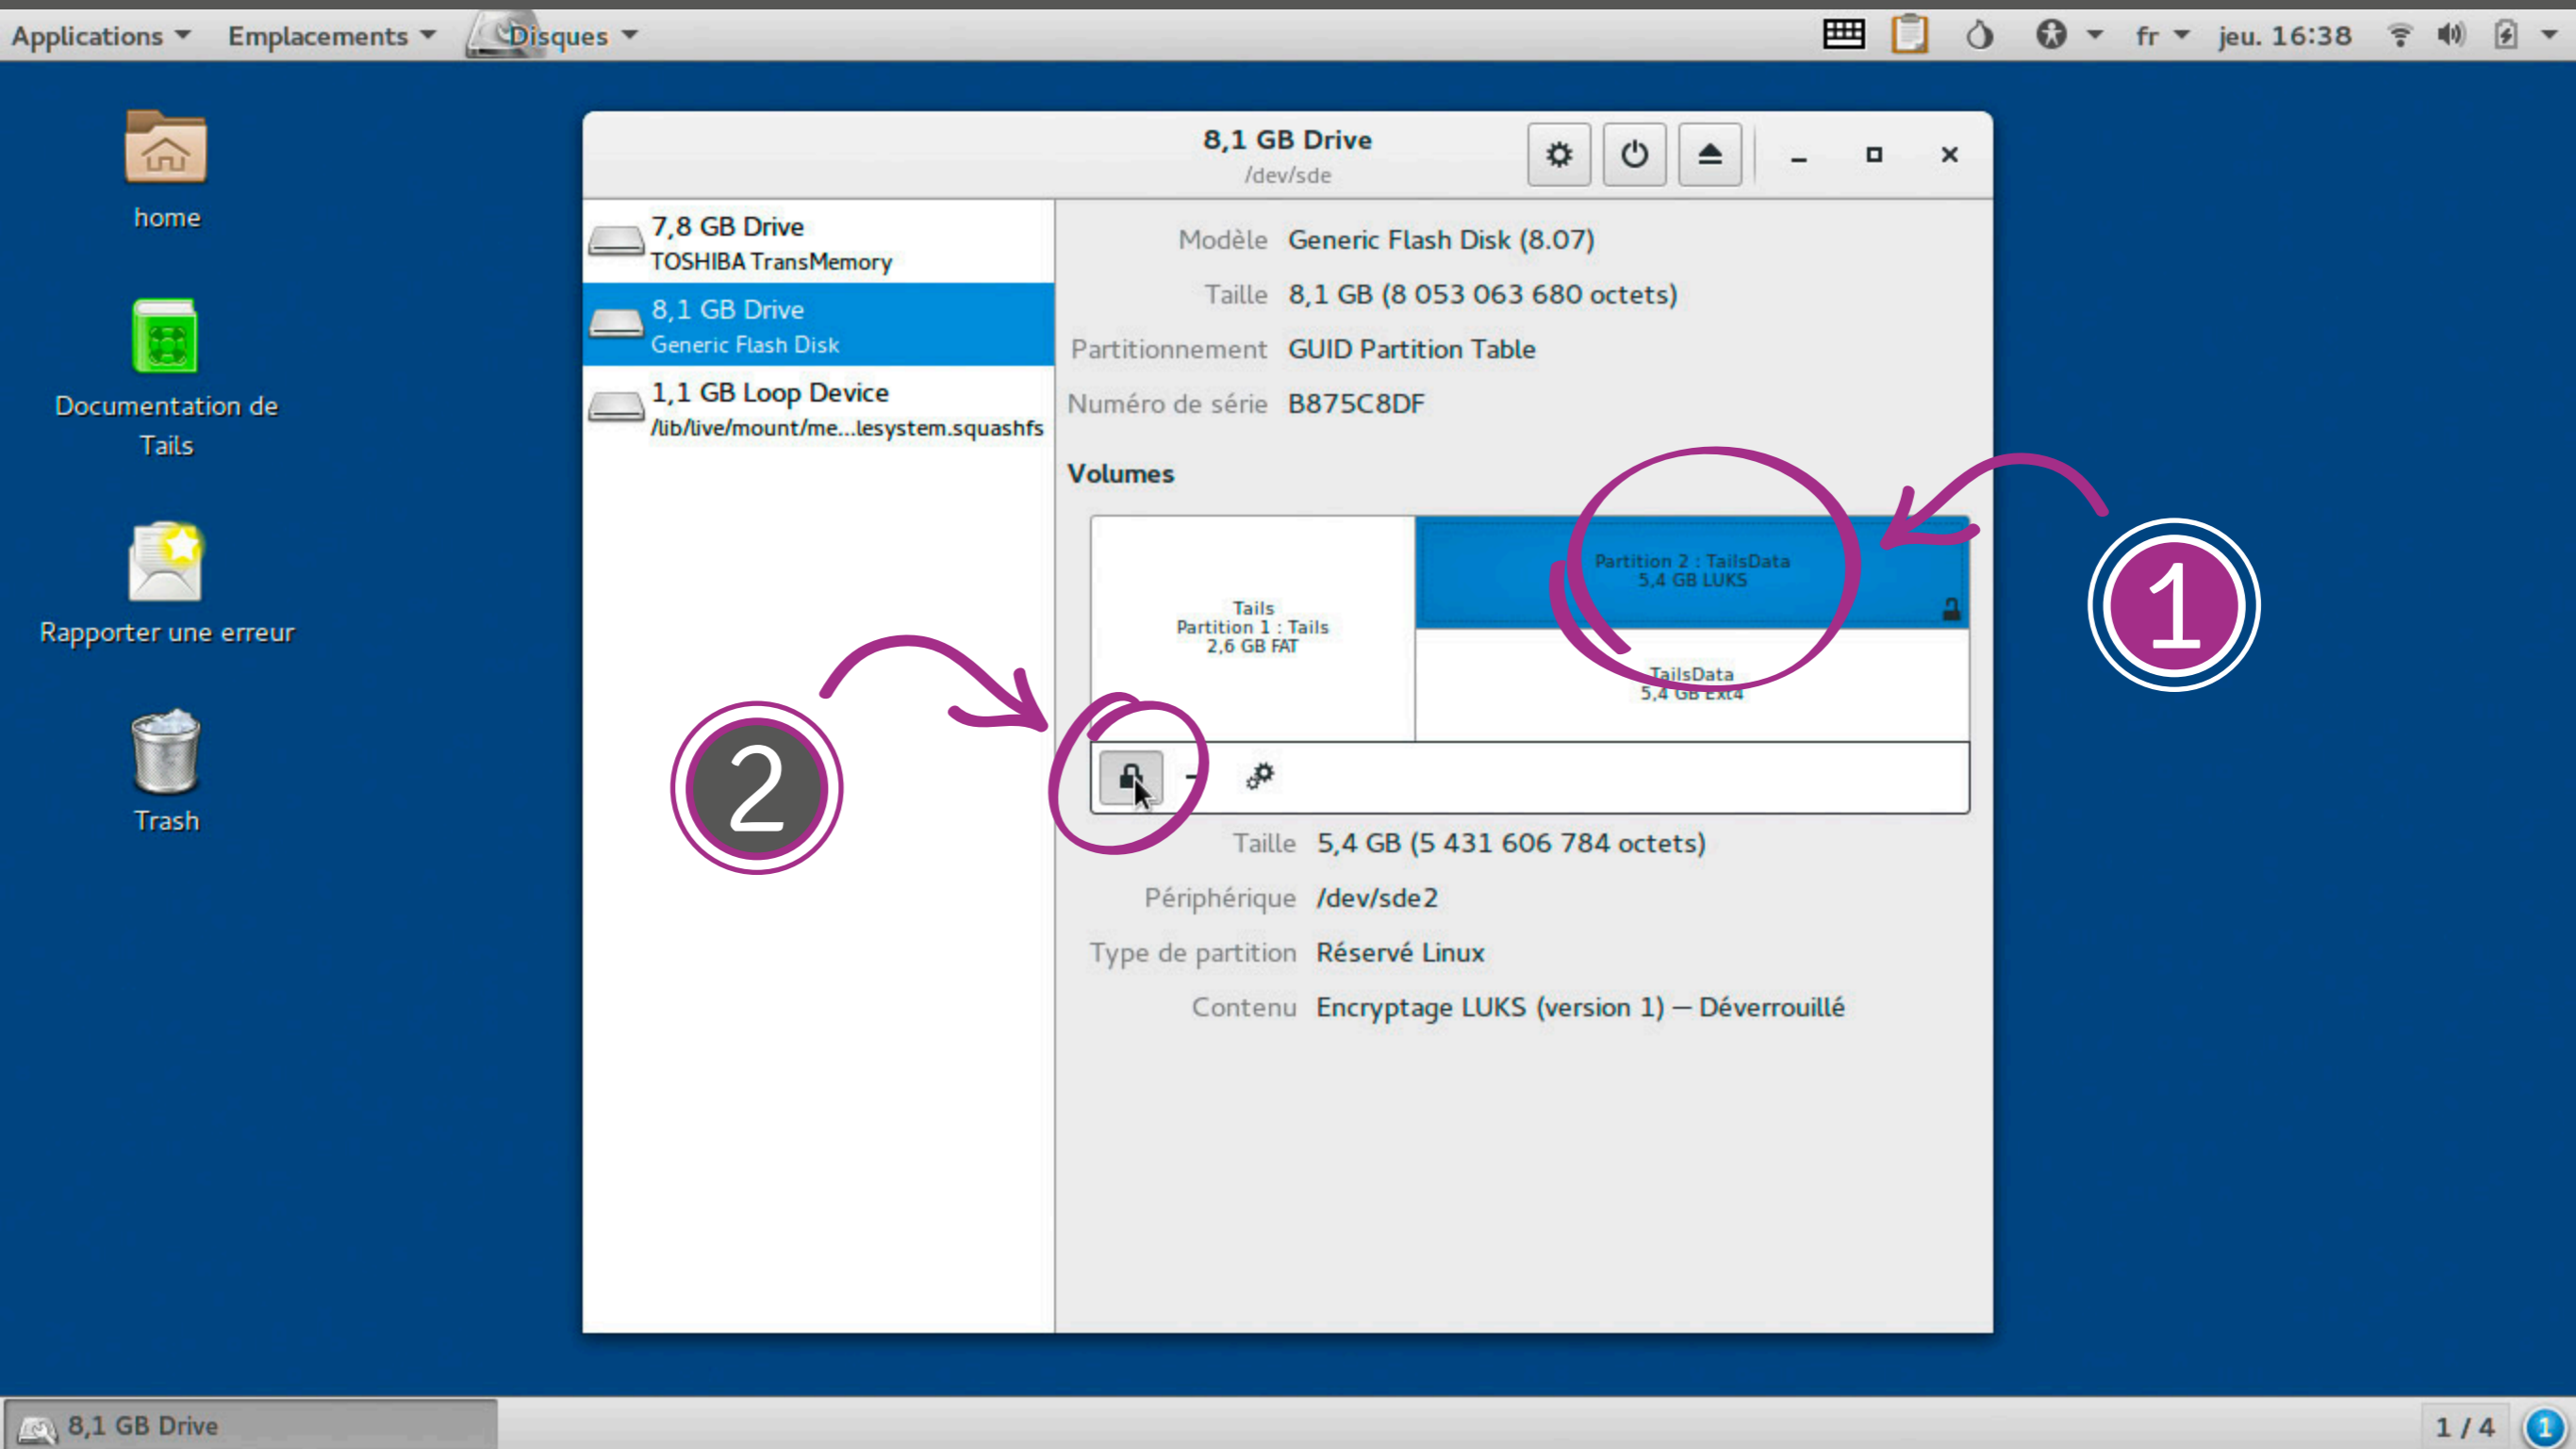 Applications Emplacements Disques fr jeu. 16:38
home
Documentation de
Tails
Rapporter une erreur
Trash
8,1 GB Drive
/dev/sde
7,8 GB Drive
TOSHIBA TransMemory
8,1 GB Drive
Generic Flash Disk
1,1 GB Loop Device
/lib/live/mount/me...lesystem.squashfs
Modèle Generic Flash Disk (8.07)
Taille 8,1 GB (8 053 063 680 octets)
Partitionnement GUID Partition Table
Numéro de série B875C8DF
Volumes
Tails
Partition 1 : Tails
2,6 GB FAT
Partition 2 : TailsData
5,4 GB LUKS
TailsData
5,4 GB Ext4
1
2
Taille 5,4 GB (5 431 606 784 octets)
Périphérique /dev/sde2
Type de partition Réservé Linux
Contenu Encryptage LUKS (version 1) — Déverrouillé
8,1 GB Drive
1 / 4 1